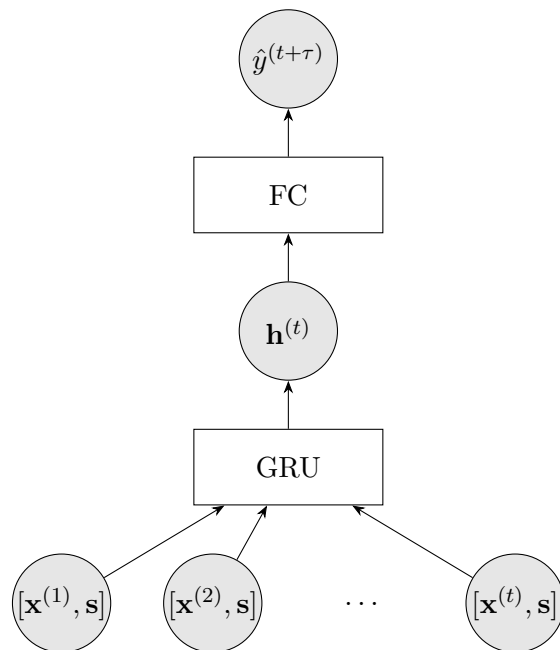 ŷ^(t+τ)
FC
h^(t)
GRU
[x^(1), s] [x^(2), s] ... [x^(t), s]